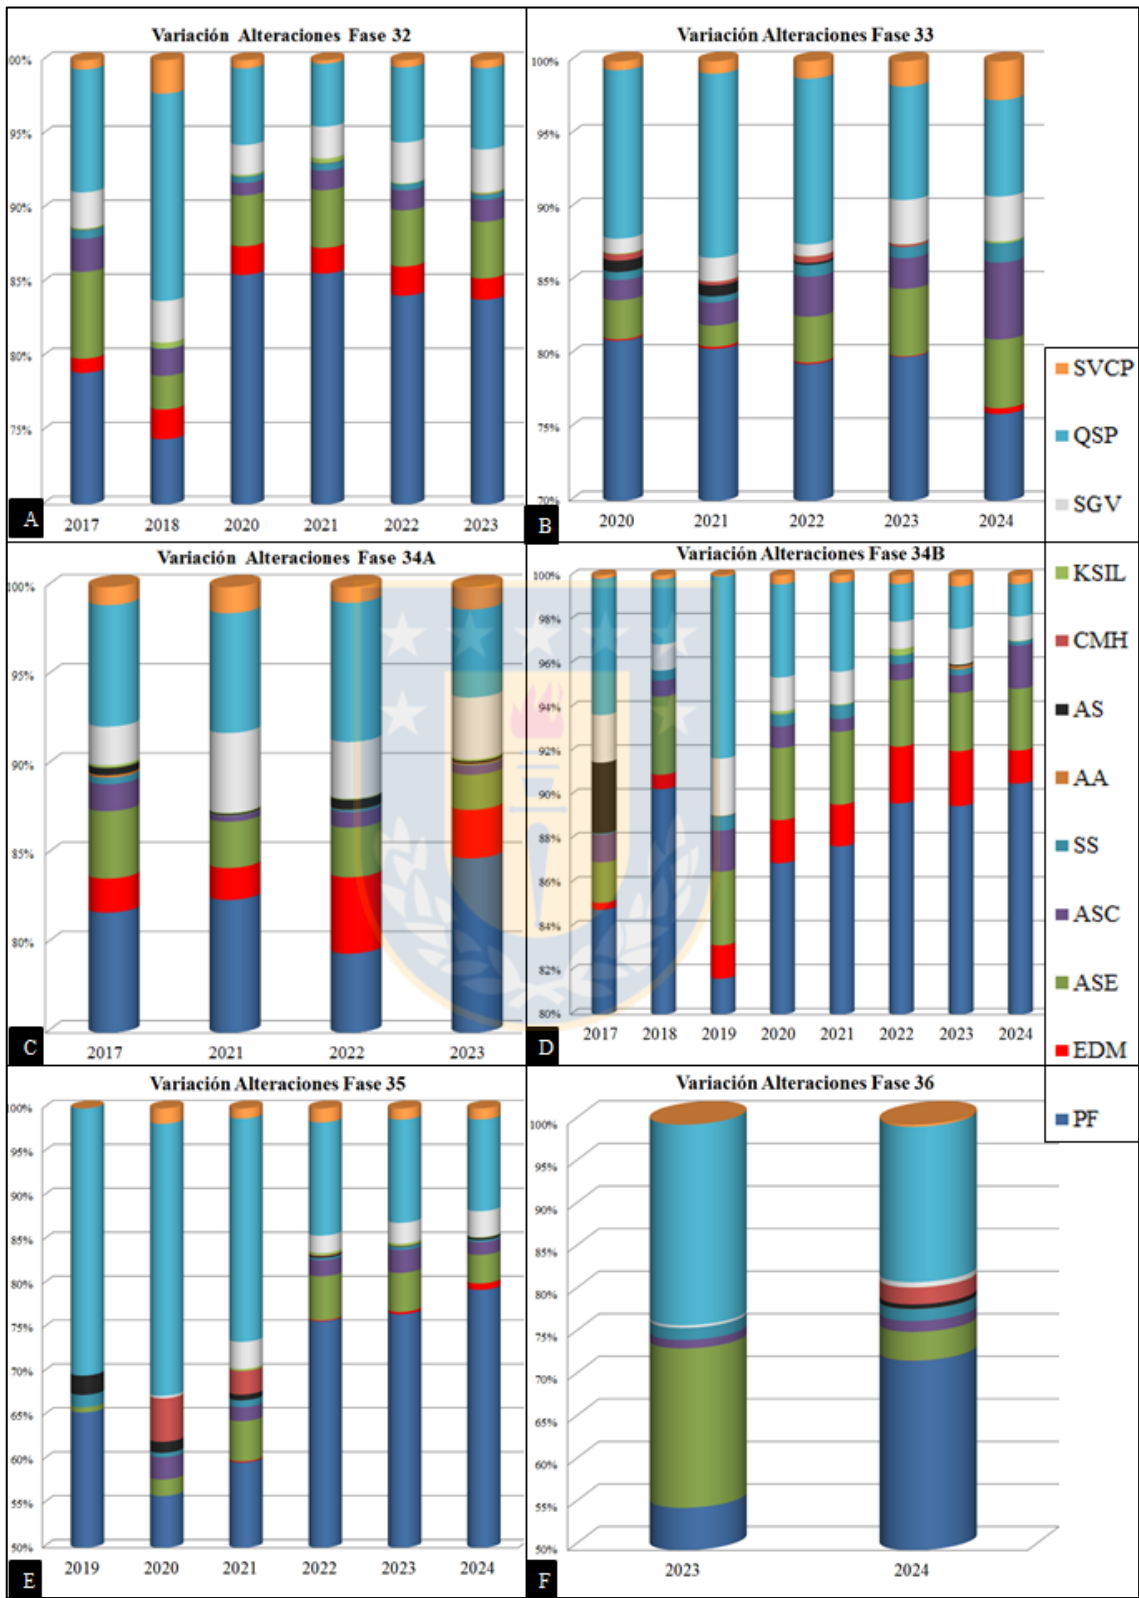 Variación Alteraciones Fase 32
00%
95%
90%
85%
80%
75%
A
2017 2018 2020 2021 2022 2023
Variación Alteraciones Fase 33
100%
95%
90%
85%
80%
75%
70%
B
2020 2021 2022 2023 2024
Variación Alteraciones Fase 34A
100%
95%
90%
85%
80%
C
2017 2021 2022 2023
Variación Alteraciones Fase 34B
100%
98%
96%
94%
92%
90%
88%
86%
84%
82%
80%
D
2017 2018 2019 2020 2021 2022 2023 2024
SVCP
QSP
SGV
KSIL
CMH
AS
AA
SS
ASC
ASE
EDM
PF
Variación Alteraciones Fase 35
100%
95%
90%
85%
80%
75%
70%
65%
60%
55%
50%
E
2019 2020 2021 2022 2023 2024
Variación Alteraciones Fase 36
100%
95%
90%
85%
80%
75%
70%
65%
60%
55%
50%
F
2023 2024